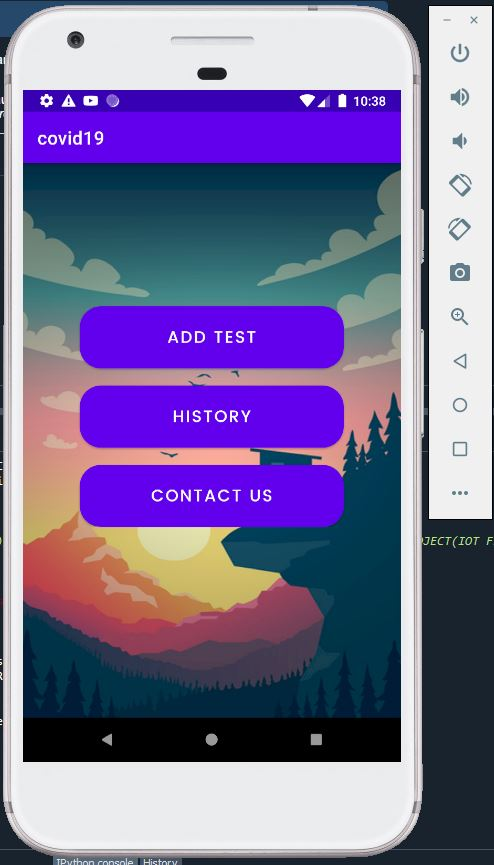 10:38
covid19
ADD TEST
HISTORY
CONTACT US
JECT(IOT F
IPython console
History